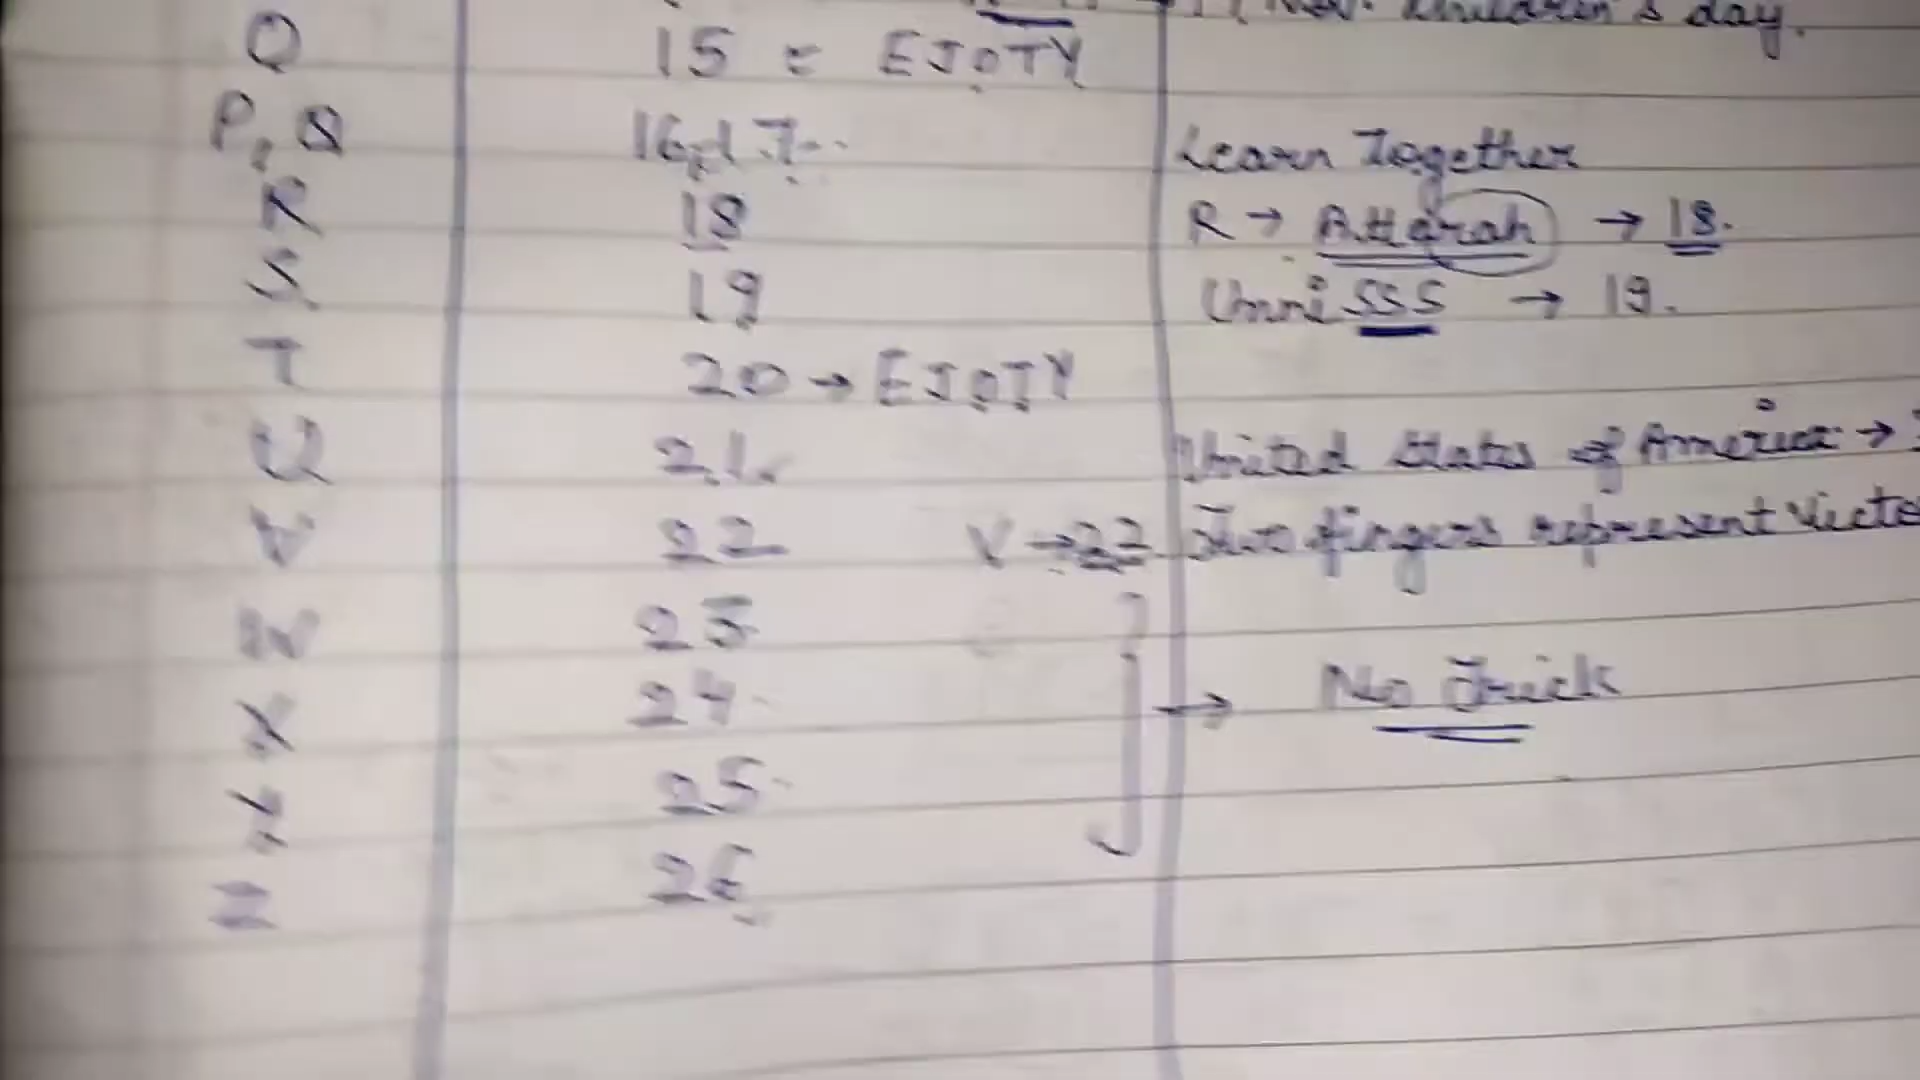 Nov. Children's day.
O 15 = EJOTY
P, Q 16, 17 Learn Together
R 18 R → Attarah → 18.
S 19 Unni SSS → 19.
T 20 → EJOTY
U 21 United States of America →
V 22 V → 22 Two fingers represent Victo
W 23
X 24 → No Trick
Y 25
Z 26